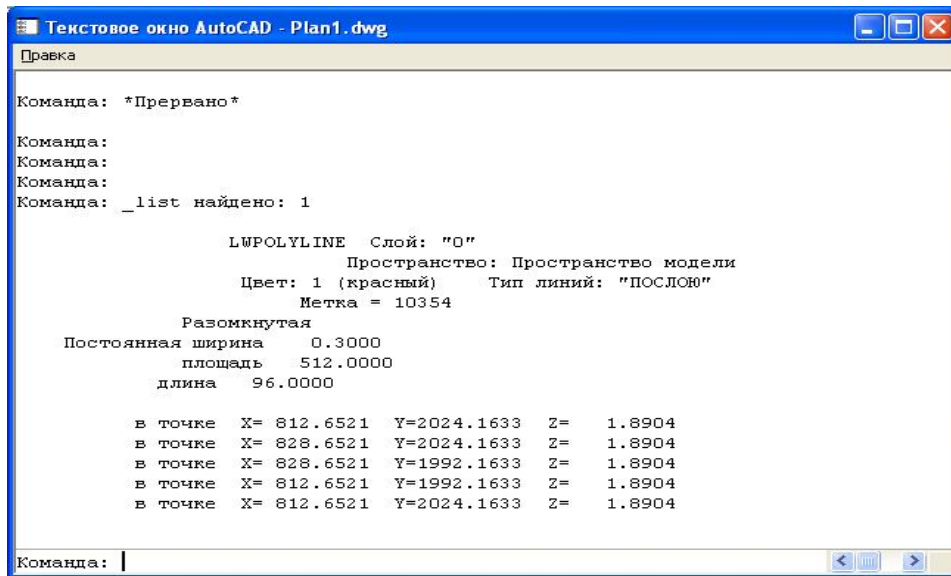 Текстовое окно AutoCAD - Plan1.dwg
Правка
Команда: *Прервано*
Команда:
Команда:
Команда:
Команда: _list найдено: 1
LWPOLYLINE Слой: "0"
Пространство: Пространство модели
Цвет: 1 (красный) Тип линий: "ПОСЛОЮ"
Метка = 10354
Разомкнутая
Постоянная ширина 0.3000
площадь 512.0000
длина 96.0000
в точке X= 812.6521 Y=2024.1633 Z= 1.8904
в точке X= 828.6521 Y=2024.1633 Z= 1.8904
в точке X= 828.6521 Y=1992.1633 Z= 1.8904
в точке X= 812.6521 Y=1992.1633 Z= 1.8904
в точке X= 812.6521 Y=2024.1633 Z= 1.8904
Команда: